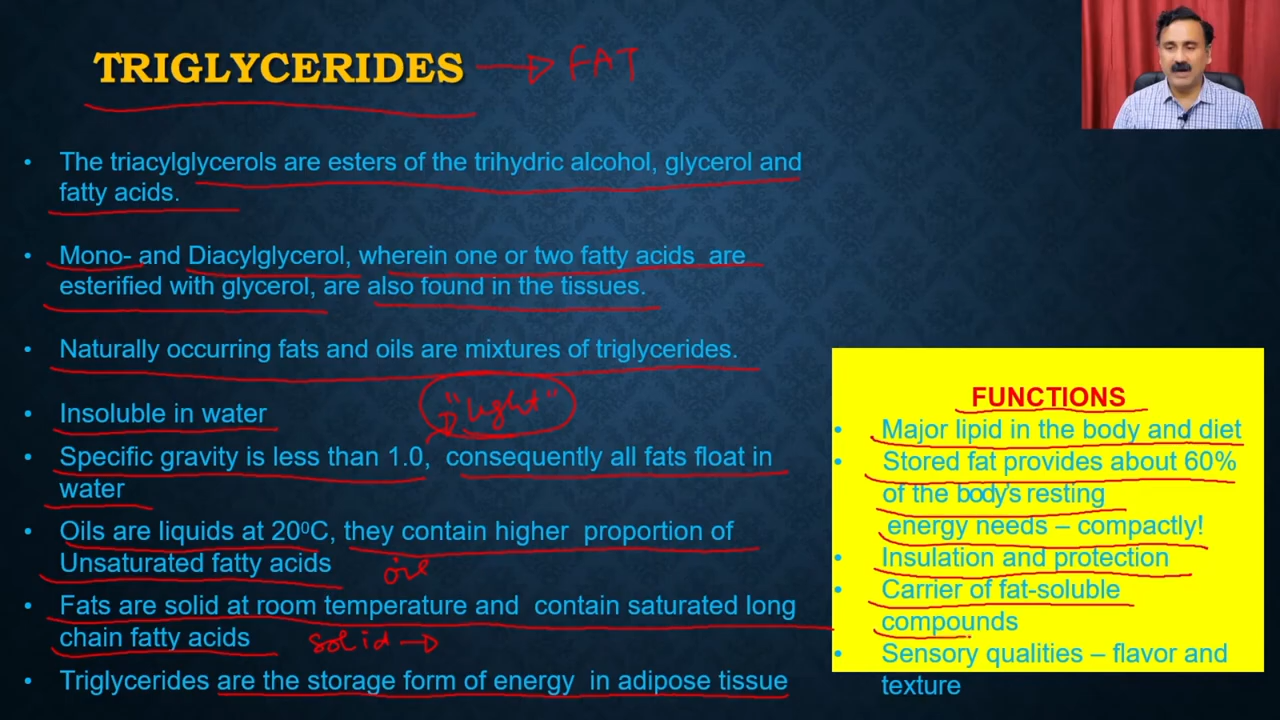 TRIGLYCERIDES → FAT
• The triacylglycerols are esters of the trihydric alcohol, glycerol and
fatty acids.
• Mono- and Diacylglycerol, wherein one or two fatty acids are
esterified with glycerol, are also found in the tissues.
• Naturally occurring fats and oils are mixtures of triglycerides.
"light"
• Insoluble in water
• Specific gravity is less than 1.0, consequently all fats float in
water
• Oils are liquids at 20⁰C, they contain higher proportion of
Unsaturated fatty acids
• Fats are solid at room temperature and contain saturated long
chain fatty acids solid →
• Triglycerides are the storage form of energy in adipose tissue
FUNCTIONS
• Major lipid in the body and diet
• Stored fat provides about 60%
of the body's resting
energy needs – compactly!
• Insulation and protection
• Carrier of fat-soluble
compounds
• Sensory qualities – flavor and
texture